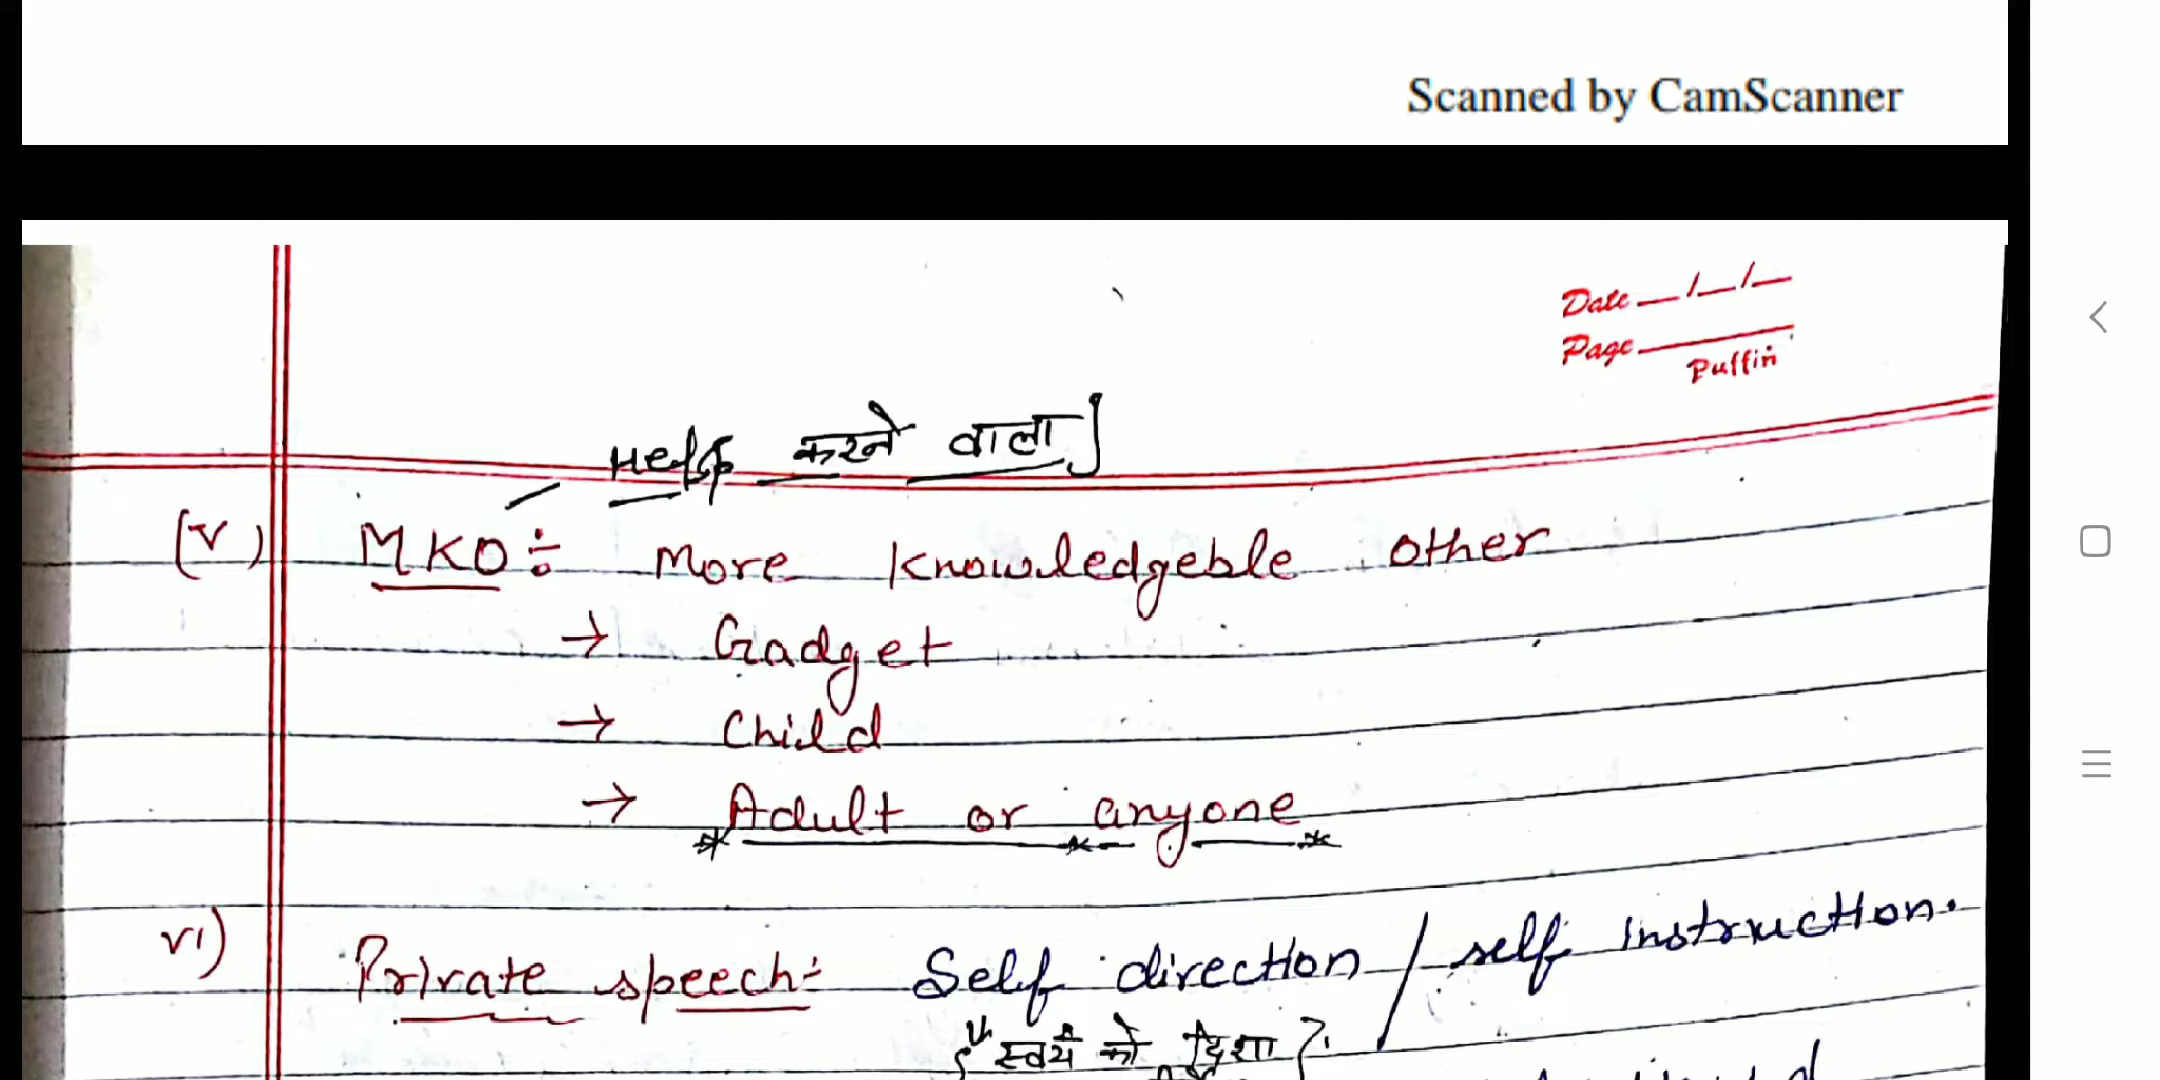 Scanned by CamScanner
Date _/_/_
Page
Puffin
Help करने वाला]
(v) MKO÷ More Knowledgeble other
→ Gadget
→ Child
→ Adult or anyone
vi) Private speech:- Self direction / self instruction.
{स्वयं को दिशा}